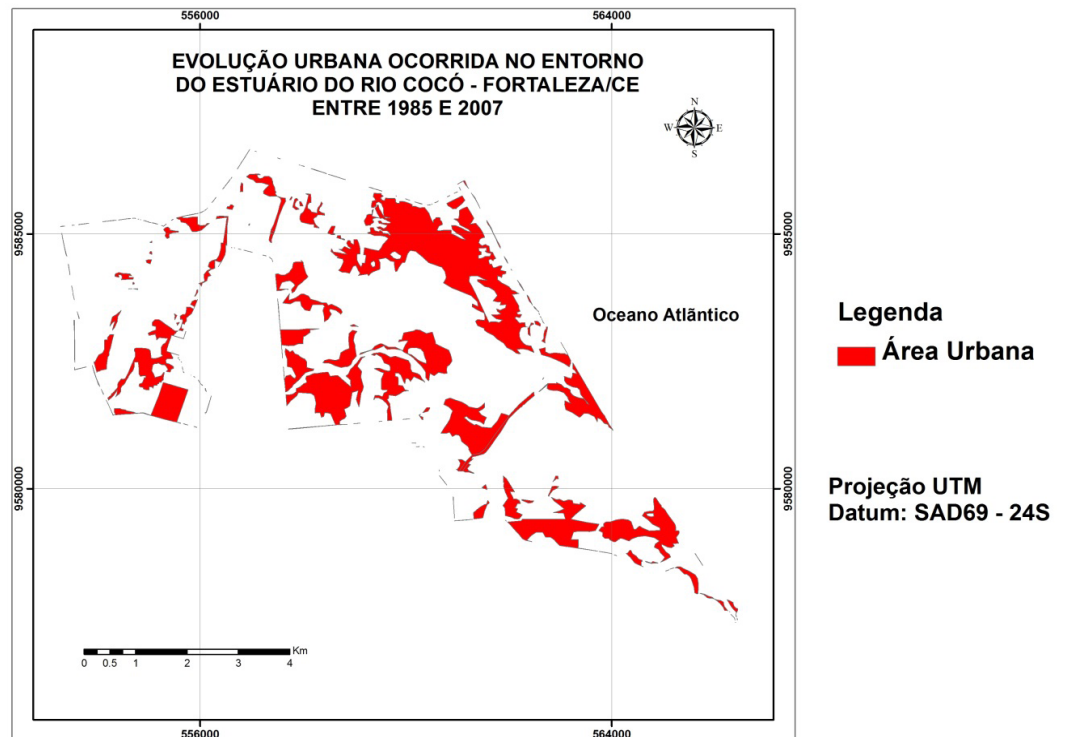 556000
564000
EVOLUÇÃO URBANA OCORRIDA NO ENTORNO
DO ESTUÁRIO DO RIO COCÓ - FORTALEZA/CE
ENTRE 1985 E 2007
N
W
E
S
9585000
9585000
Oceano Atlãntico
Legenda
Área Urbana
9580000
9580000
Projeção UTM
Datum: SAD69 - 24S
Km
0 0.5 1 2 3 4
556000
564000